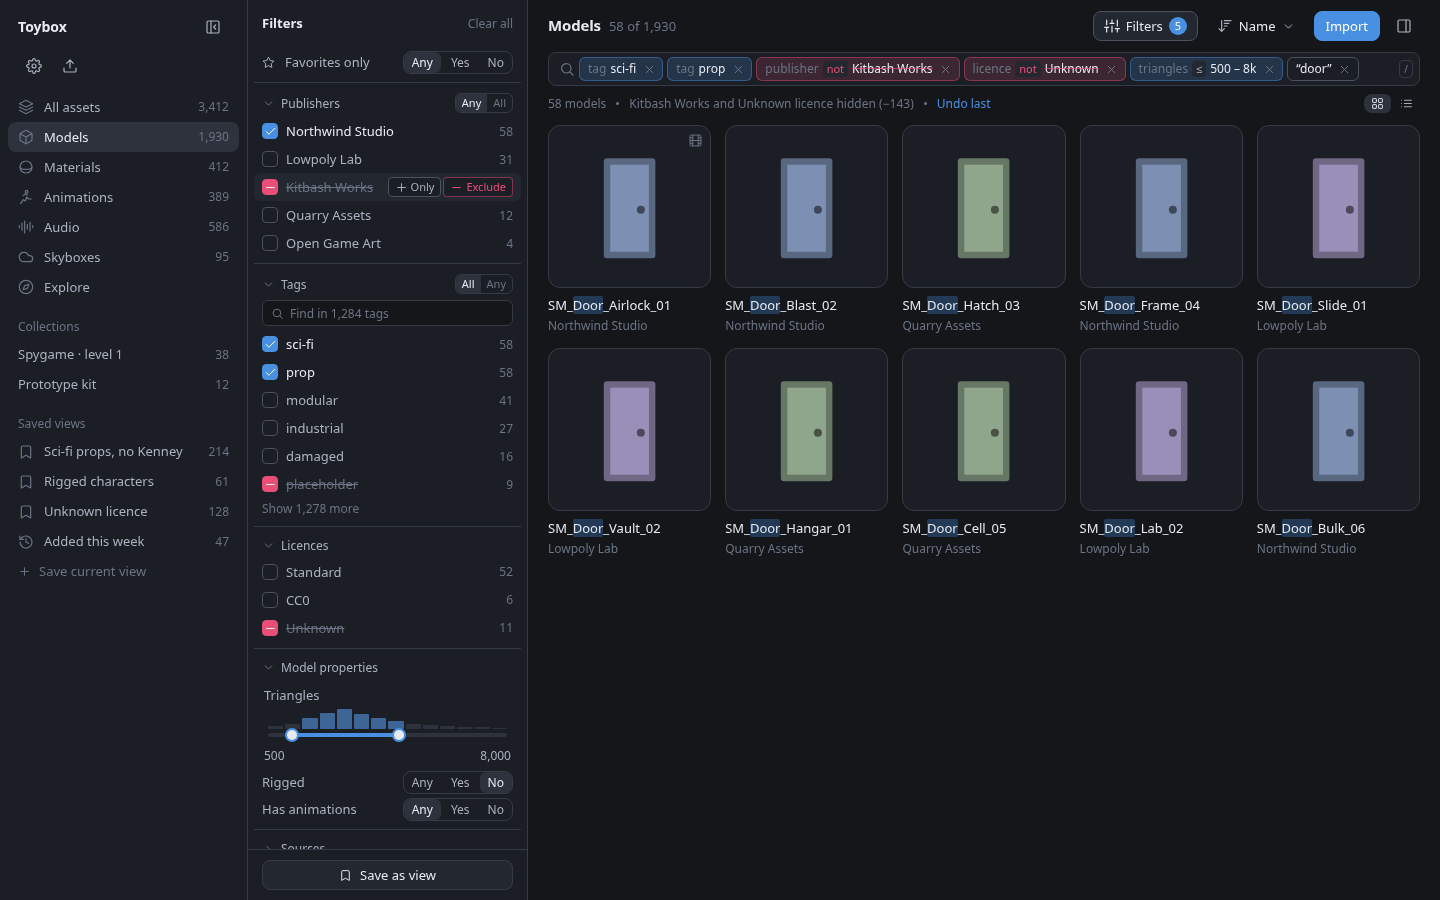 Toybox
All assets 3,412
Models 1,930
Materials 412
Animations 389
Audio 586
Skyboxes 95
Explore
Collections
Spygame · level 1 38
Prototype kit 12
Saved views
Sci-fi props, no Kenney 214
Rigged characters 61
Unknown licence 128
Added this week 47
Save current view
Filters Clear all
Favorites only Any Yes No
Publishers Any All
Northwind Studio 58
Lowpoly Lab 31
Kitbash Works Only Exclude
Quarry Assets 12
Open Game Art 4
Tags All Any
Find in 1,284 tags
sci-fi 58
prop 58
modular 41
industrial 27
damaged 16
placeholder 9
Show 1,278 more
Licences
Standard 52
CC0 6
Unknown 11
Model properties
Triangles
500 8,000
Rigged Any Yes No
Has animations Any Yes No
Sources
Save as view
Models 58 of 1,930 Filters 5 Name Import
tag sci-fi tag prop publisher not Kitbash Works licence not Unknown triangles ≤ 500 – 8k “door” /
58 models • Kitbash Works and Unknown licence hidden (−143) • Undo last
SM_Door_Airlock_01 SM_Door_Blast_02 SM_Door_Hatch_03 SM_Door_Frame_04 SM_Door_Slide_01
Northwind Studio Northwind Studio Quarry Assets Northwind Studio Lowpoly Lab
SM_Door_Vault_02 SM_Door_Hangar_01 SM_Door_Cell_05 SM_Door_Lab_02 SM_Door_Bulk_06
Lowpoly Lab Quarry Assets Quarry Assets Lowpoly Lab Northwind Studio